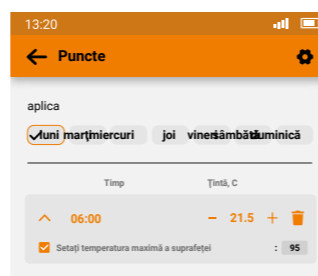 13:20
Puncte
aplica
luni marți miercuri joi vineri sâmbătă duminică
Timp Țintă, C
06:00 − 21.5 +
Setați temperatura maximă a suprafeței : 95